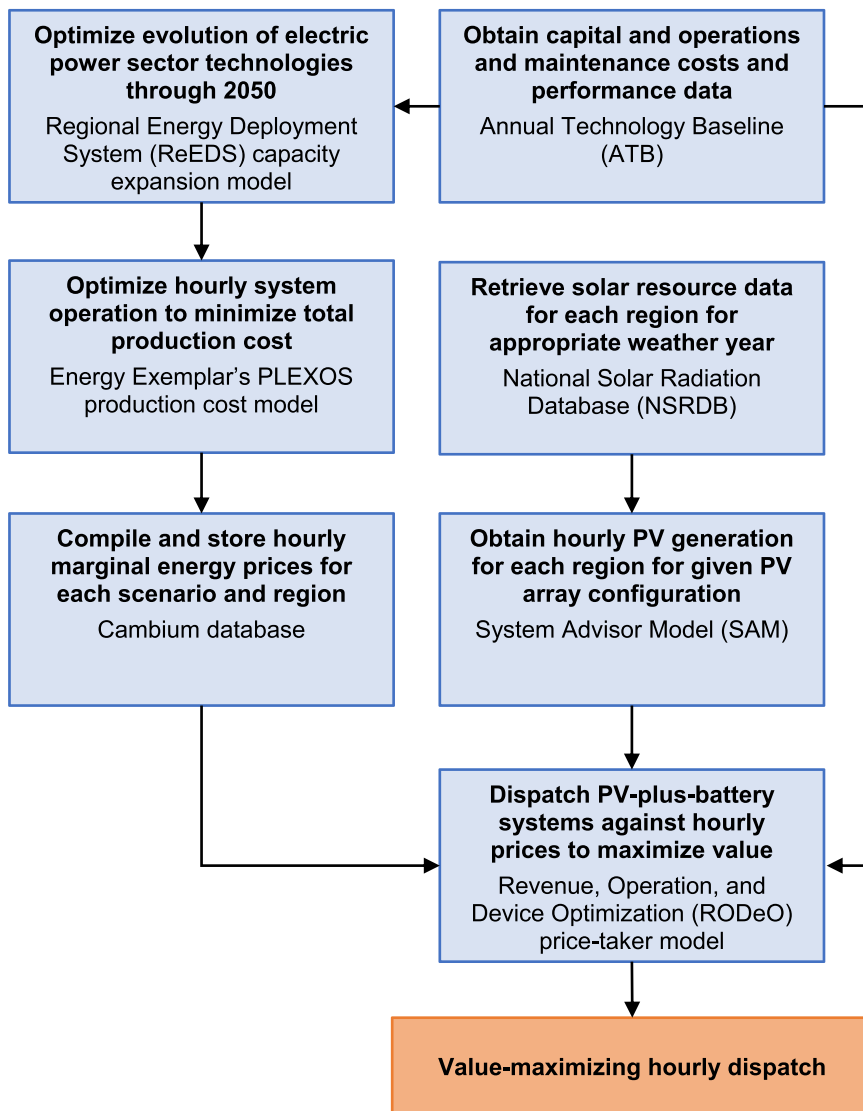 Optimize evolution of electric
power sector technologies
through 2050
Regional Energy Deployment
System (ReEDS) capacity
expansion model
Obtain capital and operations
and maintenance costs and
performance data
Annual Technology Baseline
(ATB)
Optimize hourly system
operation to minimize total
production cost
Energy Exemplar’s PLEXOS
production cost model
Retrieve solar resource data
for each region for
appropriate weather year
National Solar Radiation
Database (NSRDB)
Compile and store hourly
marginal energy prices for
each scenario and region
Cambium database
Obtain hourly PV generation
for each region for given PV
array configuration
System Advisor Model (SAM)
Dispatch PV-plus-battery
systems against hourly
prices to maximize value
Revenue, Operation, and
Device Optimization (RODeO)
price-taker model
Value-maximizing hourly dispatch